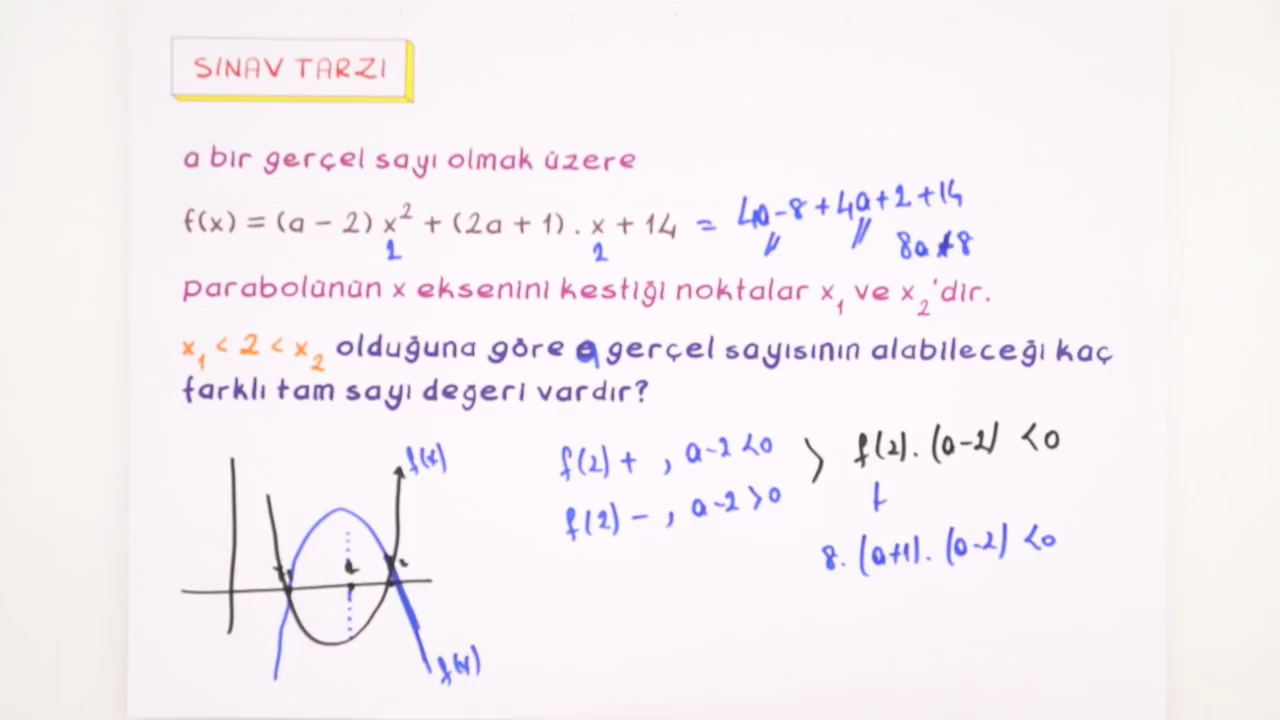 SINAV TARZI
a bir gerçel sayı olmak üzere
f(x) = (a - 2) x² + (2a + 1) . x + 14 = 4a-8+4a+2+14
2 2 8a+8
parabolünün x eksenini kestiği noktalar x₁ ve x₂'dir.
x₁ < 2 < x₂ olduğuna göre a gerçel sayısının alabileceği kaç
farklı tam sayı değeri vardır?
f(x)
f(2) + , a-2<0 > f(2). (a-2) <0
f(2) - , a-2>0
8. (a+1). (a-2) <0
f(x)